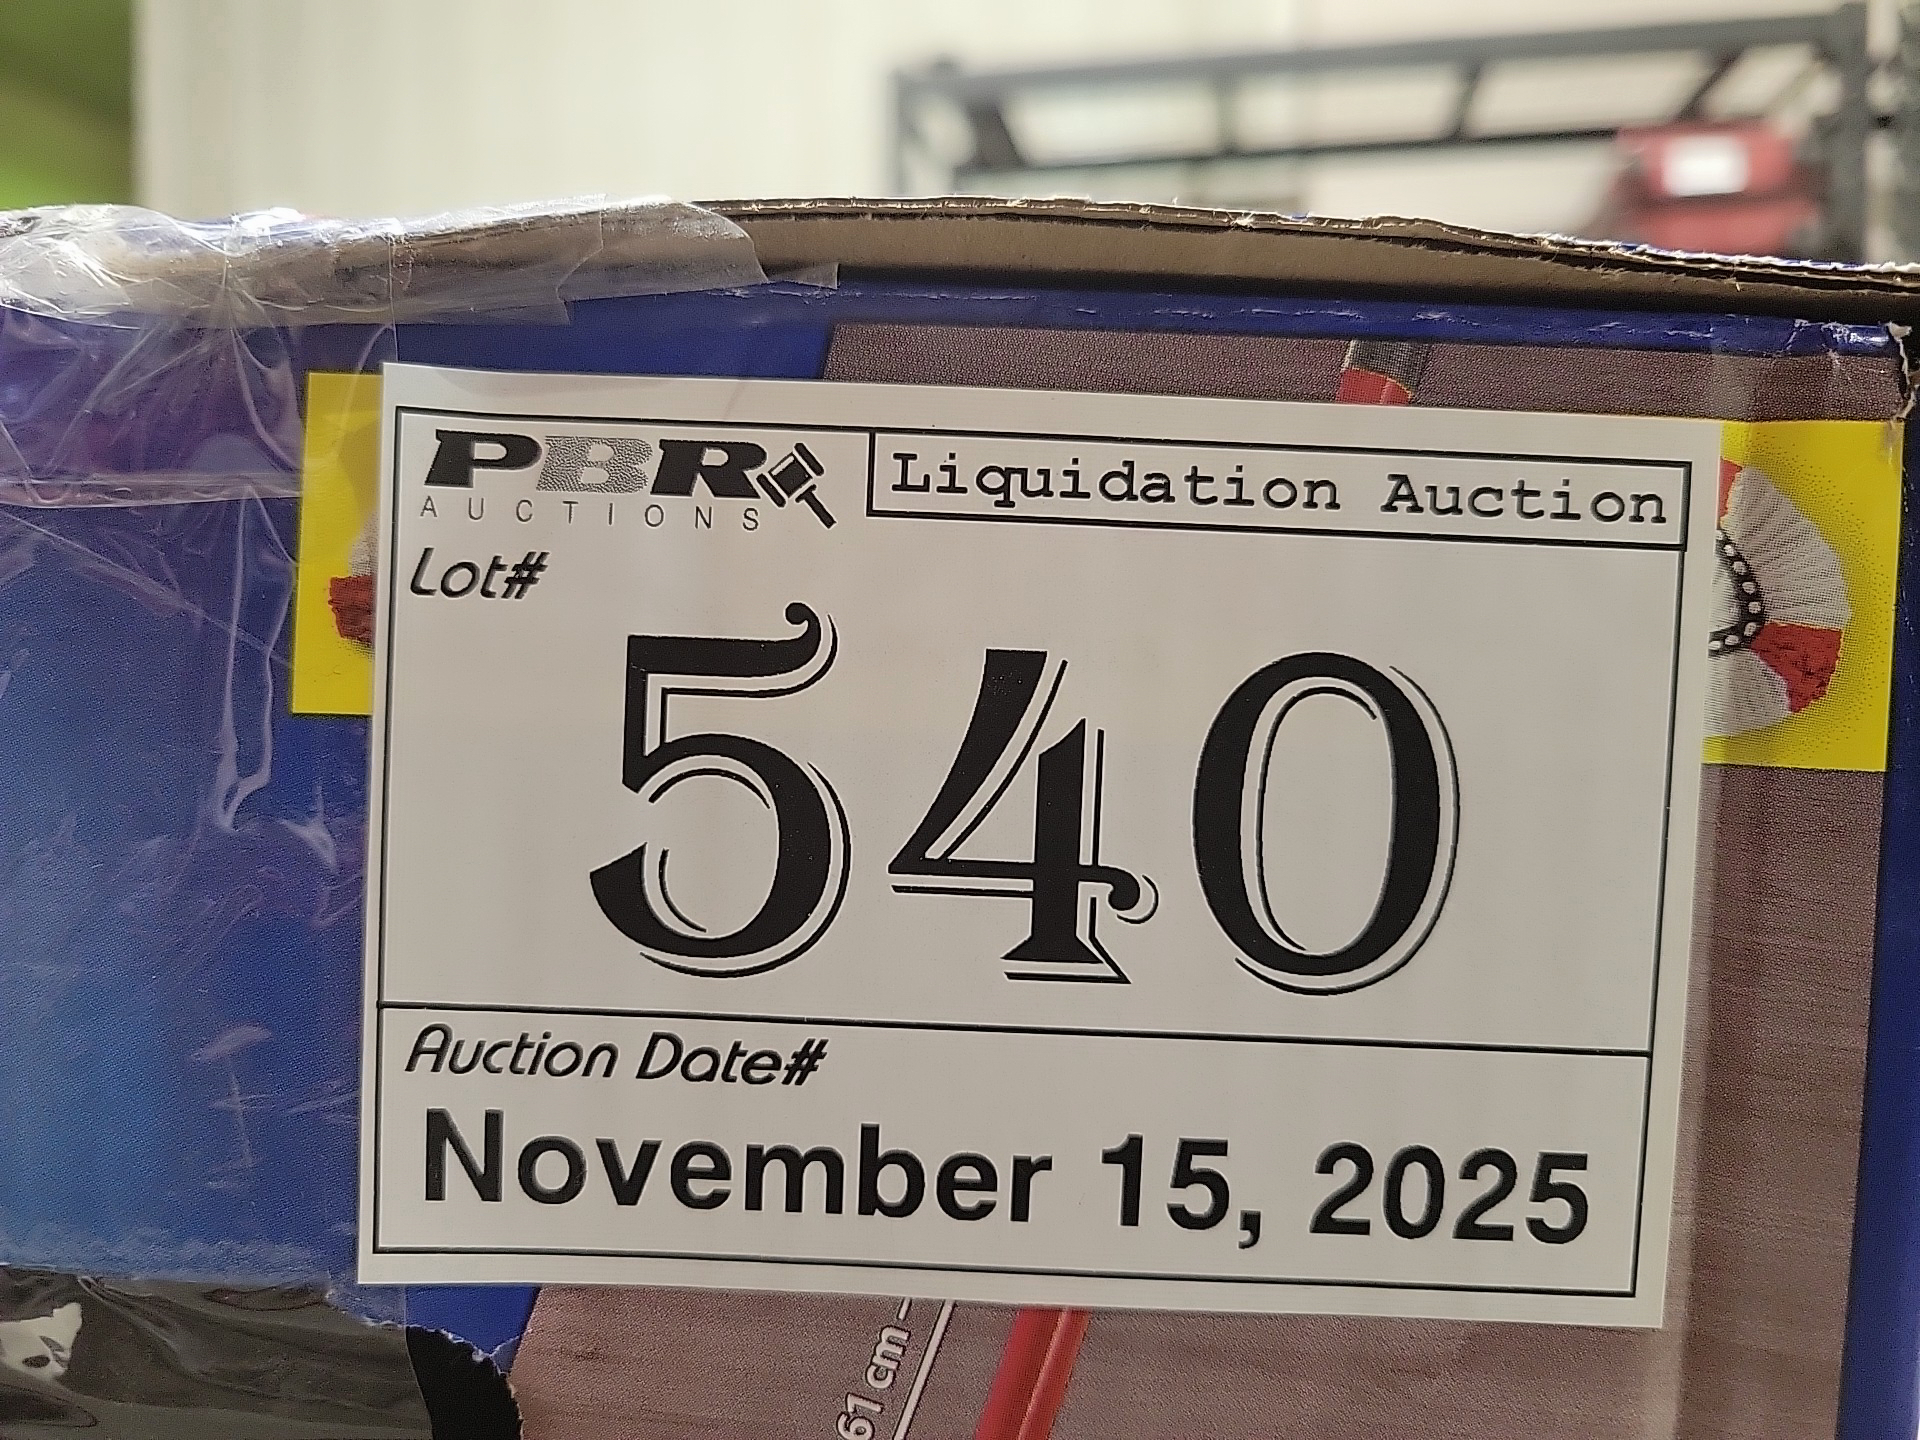 PBR
AUCTIONS
Liquidation Auction
Lot#
540
Auction Date#
November 15, 2025
61 cm